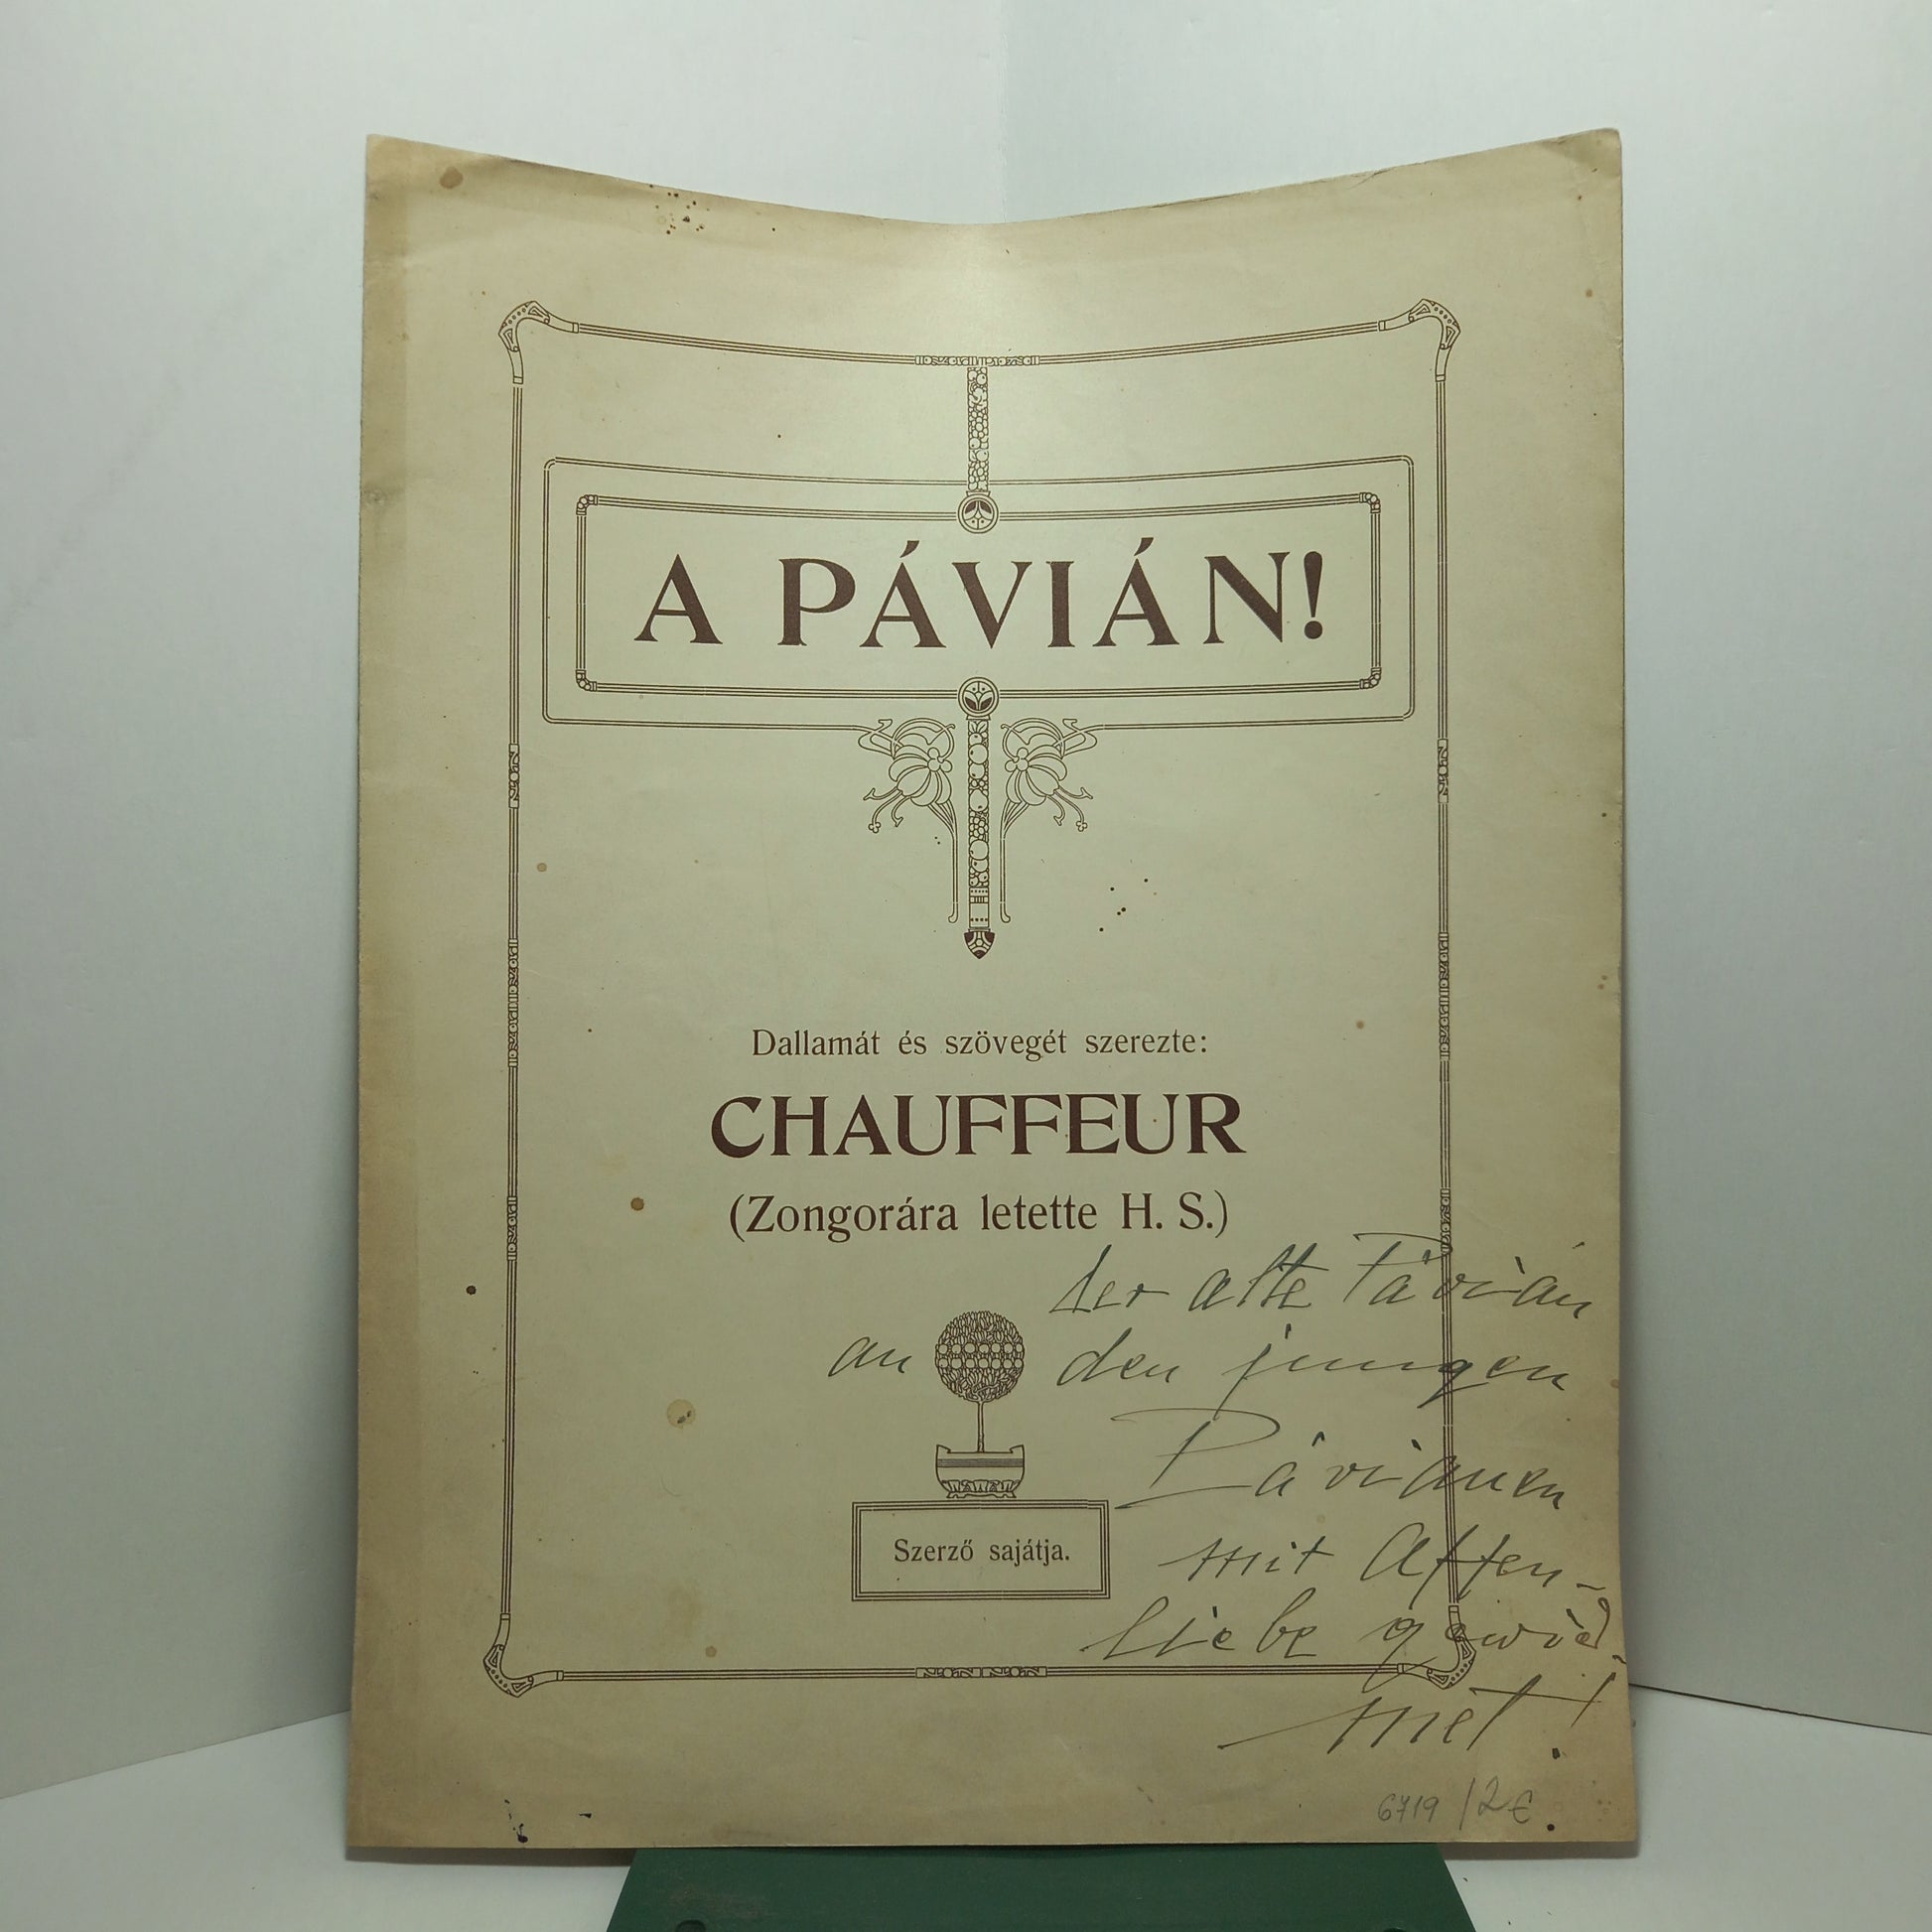 A PÁVIÁN!
Dallamát és szövegét szerezte:
CHAUFFEUR
(Zongorára letette H. S.)
der alte Pávián
an den jungen
Páviánen
mit Affen-
liebe gewid-
met!
Szerző sajátja.
6719 /2€